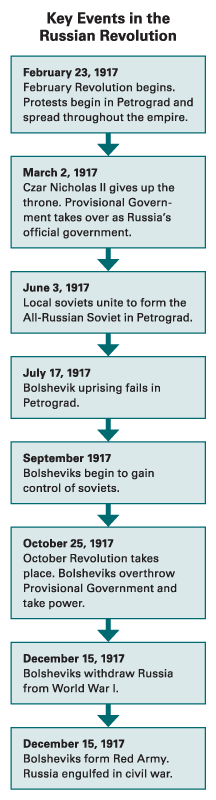 Key Events in the
Russian Revolution
February 23, 1917
February Revolution begins.
Protests begin in Petrograd and
spread throughout the empire.
March 2, 1917
Czar Nicholas II gives up the
throne. Provisional Govern-
ment takes over as Russia's
official government.
June 3, 1917
Local soviets unite to form the
All-Russian Soviet in Petrograd.
July 17, 1917
Bolshevik uprising fails in
Petrograd.
September 1917
Bolsheviks begin to gain
control of soviets.
October 25, 1917
October Revolution takes
place. Bolsheviks overthrow
Provisional Government and
take power.
December 15, 1917
Bolsheviks withdraw Russia
from World War I.
December 15, 1917
Bolsheviks form Red Army.
Russia engulfed in civil war.